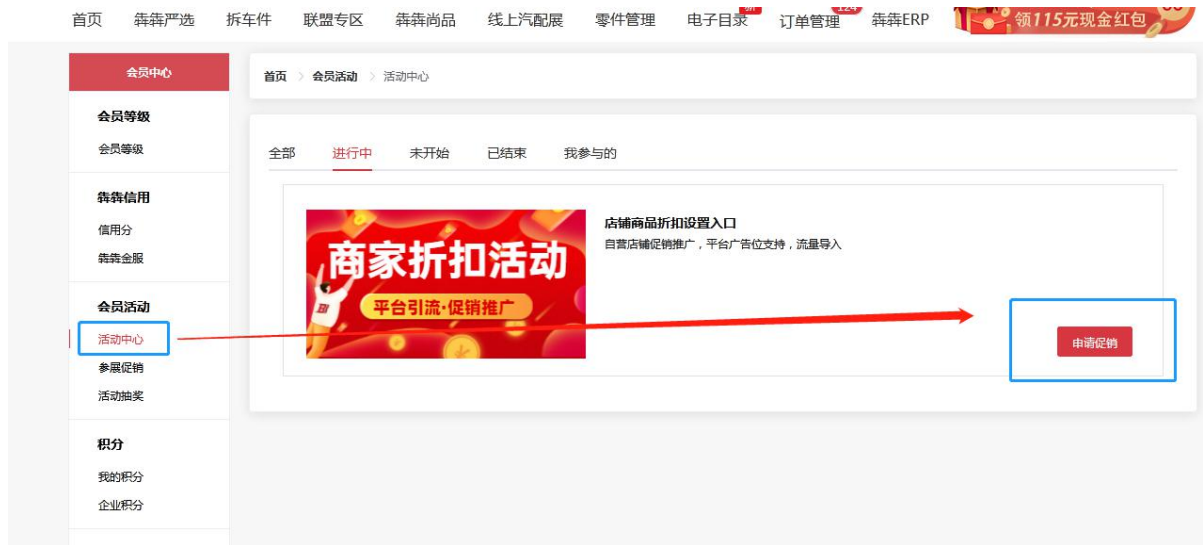 首页 犇犇严选 拆车件 联盟专区 犇犇尚品 线上汽配展 零件管理 电子目录 订单管理 124 犇犇ERP 领115元现金红包
会员中心
首页 > 会员活动 > 活动中心
会员等级
会员等级
犇犇信用
信用分
犇犇金服
会员活动
活动中心
参展促销
活动抽奖
积分
我的积分
企业积分
全部 进行中 未开始 已结束 我参与的
商家折扣活动
平台引流·促销推广
店铺商品折扣设置入口
自营店铺促销推广，平台广告位支持，流量导入
申请促销